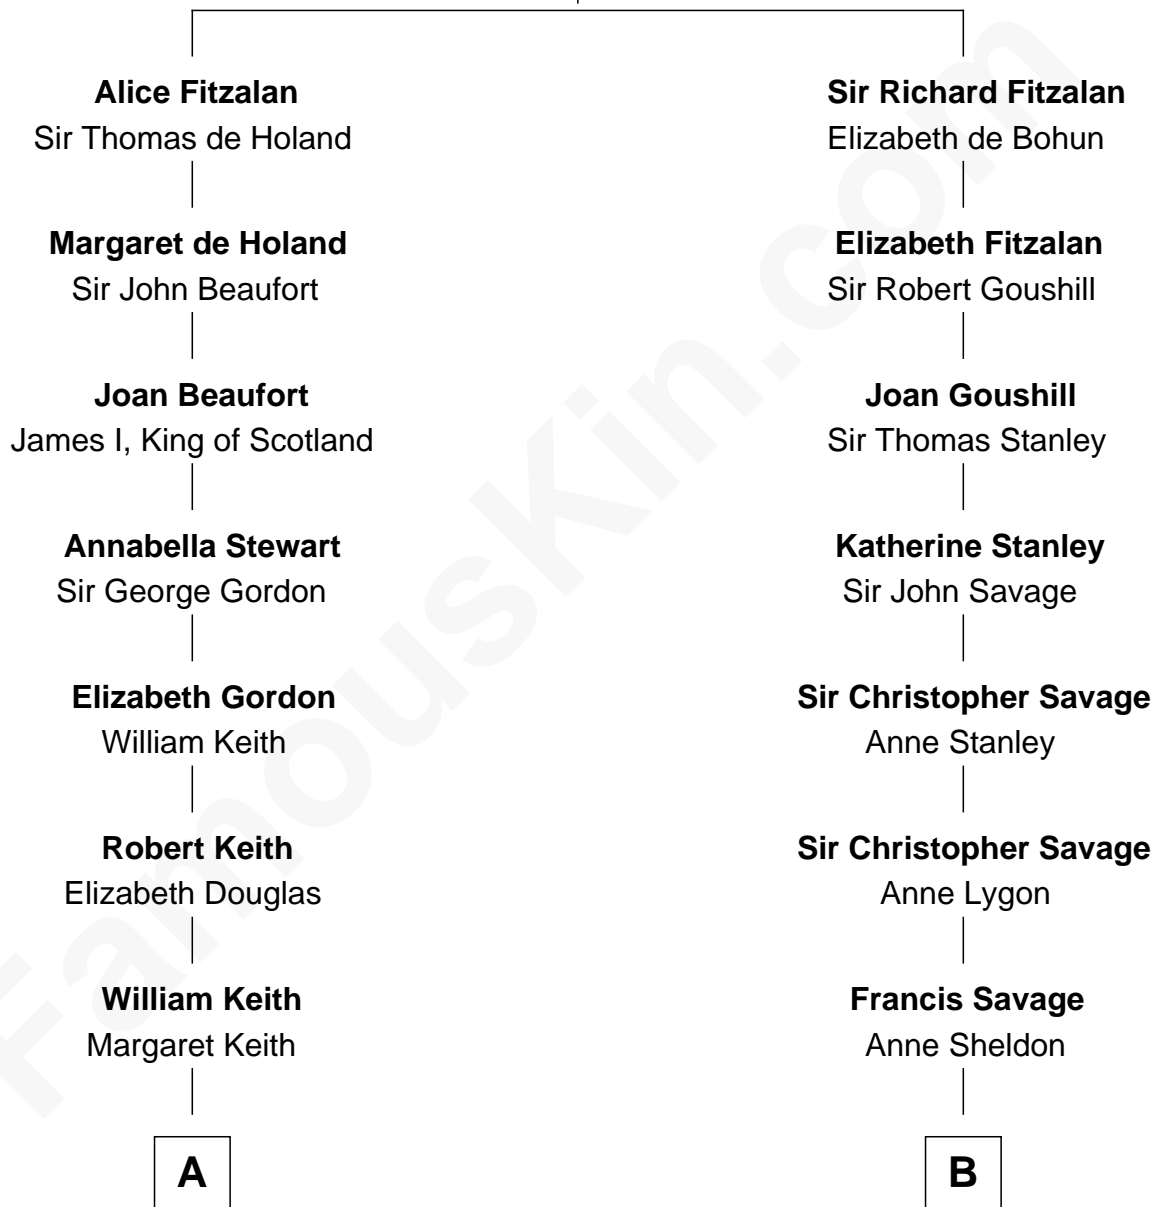 Alice Fitzalan
Sir Thomas de Holand
Margaret de Holand
Sir John Beaufort
Joan Beaufort
James I, King of Scotland
Annabella Stewart
Sir George Gordon
Elizabeth Gordon
William Keith
Robert Keith
Elizabeth Douglas
William Keith
Margaret Keith
A
Sir Richard Fitzalan
Elizabeth de Bohun
Elizabeth Fitzalan
Sir Robert Goushill
Joan Goushill
Sir Thomas Stanley
Katherine Stanley
Sir John Savage
Sir Christopher Savage
Anne Stanley
Sir Christopher Savage
Anne Lygon
Francis Savage
Anne Sheldon
B
FamousKin.com